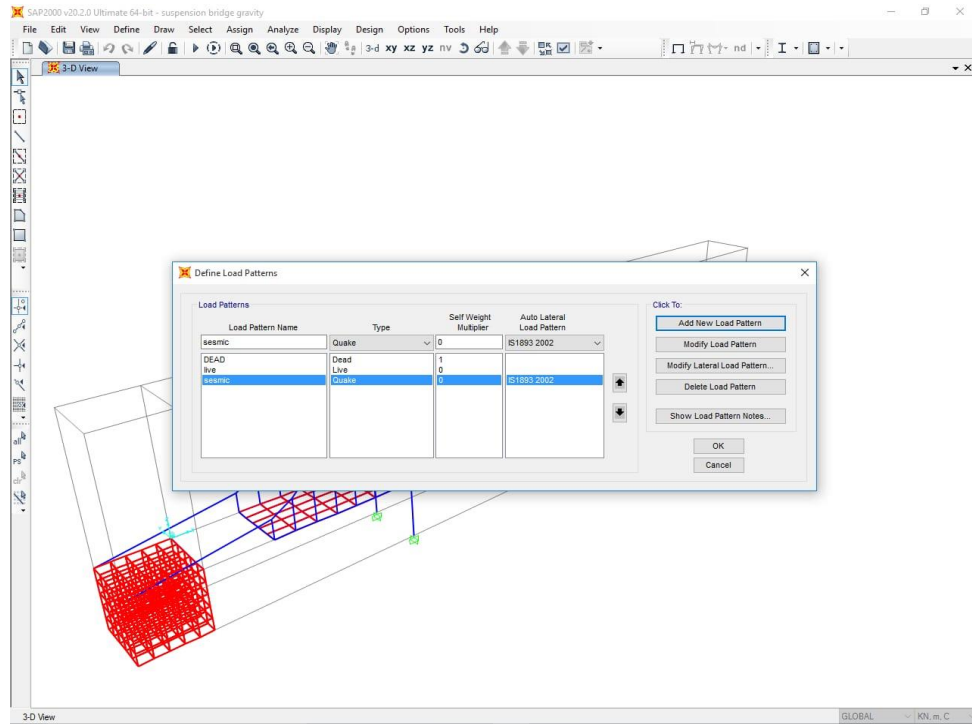 SAP2000 v20.2.0 Ultimate 64-bit - suspension bridge gravity
File Edit View Define Draw Select Assign Analyze Display Design Options Tools Help
3-d xy xz yz nv nd
3-D View
Define Load Patterns
Load Patterns
Click To:
Load Pattern Name Type Self Weight Multiplier Auto Lateral Load Pattern
sesmic Quake 0 IS1893 2002
DEAD Dead 1
live Live 0
sesmic Quake 0 IS1893 2002
Add New Load Pattern
Modify Load Pattern
Modify Lateral Load Pattern...
Delete Load Pattern
Show Load Pattern Notes...
OK
Cancel
all
PS
clr
3-D View GLOBAL KN, m, C